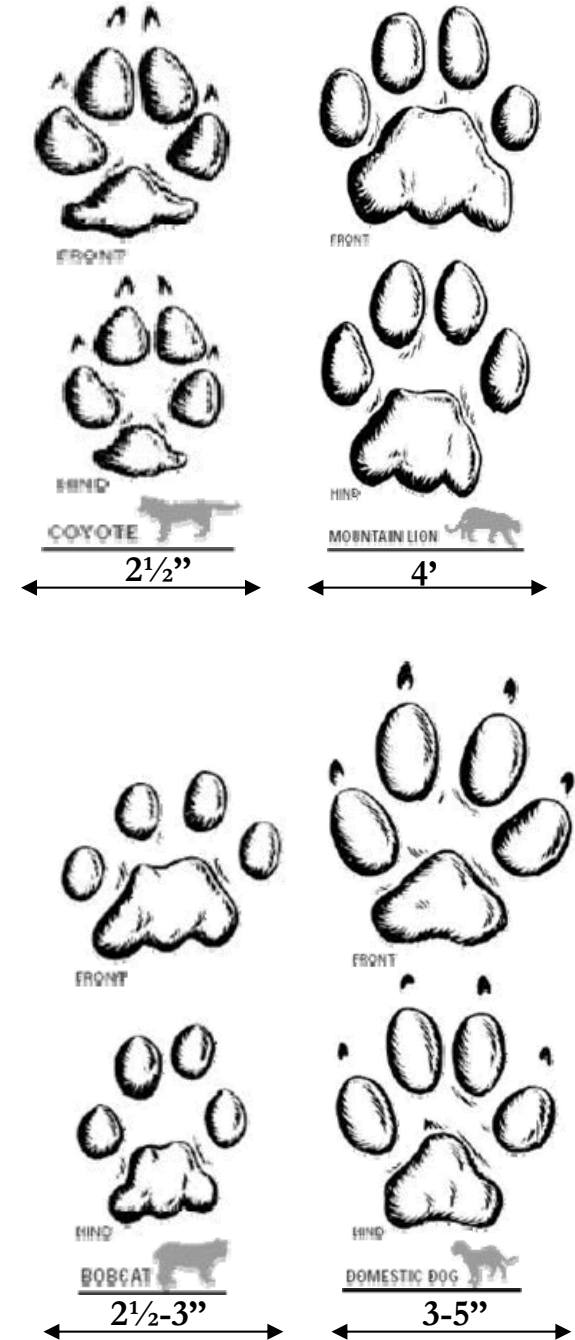 FRONT
HIND
COYOTE
2½”
FRONT
HIND
MOUNTAIN LION
4’
FRONT
HIND
BOBCAT
2½-3”
FRONT
HIND
DOMESTIC DOG
3-5”